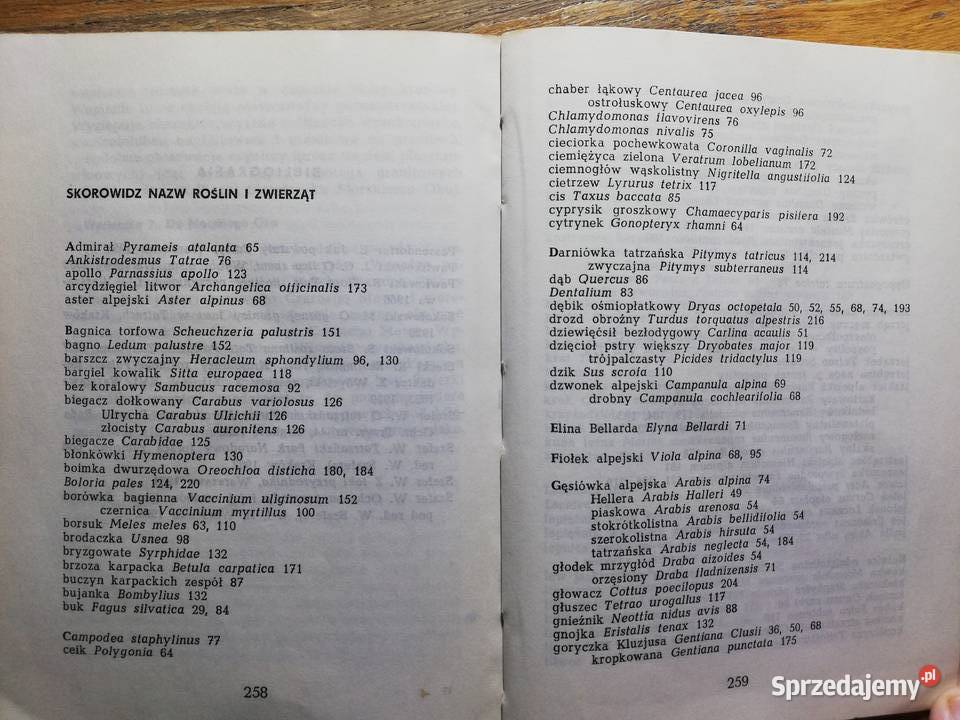 SKOROWIDZ NAZW ROŚLIN I ZWIERZĄT
Admirał Pyrameis atalanta 65
Ankistrodesmus Tatrae 76
apollo Parnassius apollo 123
arcydzięgiel litwor Archangelica officinalis 173
aster alpejski Aster alpinus 68
Bagnica torfowa Scheuchzeria palustris 151
bagno Ledum palustre 152
barszcz zwyczajny Heracleum sphondylium 96, 130
bargiel kowalik Sitta europaea 118
bez koralowy Sambucus racemosa 92
biegacz dołkowany Carabus variolosus 126
Ulrycha Carabus Ulrichii 126
złocisty Carabus auronitens 126
biegacze Carabidae 125
błonkówki Hymenoptera 130
boimka dwurzędowa Oreochloa disticha 180, 184
Boloria pales 124, 220
borówka bagienna Vaccinium uliginosum 152
czernica Vaccinium myrtillus 100
borsuk Meles meles 63, 110
brodaczka Usnea 98
bryzgowate Syrphidae 132
brzoza karpacka Betula carpatica 171
buczyn karpackich zespół 87
bujanka Bombylius 132
buk Fagus silvatica 29, 84
Campodea staphylinus 77
ceik Polygonia 64
258
chaber łąkowy Centaurea jacea 96
ostrołuskowy Centaurea oxylepis 96
Chlamydomonas flavovirens 76
Chlamydomonas nivalis 75
cieciorka pochewkowata Coronilla vaginalis 72
ciemiężyca zielona Veratrum lobelianum 172
ciemnogłów wąskolistny Nigritella angustifolia 124
cietrzew Lyrurus tetrix 117
cis Taxus baccata 85
cyprysik groszkowy Chamaecyparis pisifera 192
cytrynek Gonopteryx rhamni 64
Darniówka tatrzańska Pitymys tatricus 114, 214
zwyczajna Pitymys subterraneus 114
dąb Quercus 86
Dentalium 83
dębik ośmiopłatkowy Dryas octopetala 50, 52, 55, 68, 74, 193
drozd obrożny Turdus torquatus alpestris 216
dziewięćsił bezłodygowy Carlina acaulis 51
dzięcioł pstry większy Dryobates major 119
trójpalczasty Picides tridactylus 119
dzik Sus scrofa 110
dzwonek alpejski Campanula alpina 69
drobny Campanula cochlearifolia 68
Elina Bellarda Elyna Bellardi 71
Fiołek alpejski Viola alpina 68, 95
Gęsiówka alpejska Arabis alpina 74
Hellera Arabis Halleri 49
piaskowa Arabis arenosa 54
stokrótkolistna Arabis bellidifolia 54
szerokolistna Arabis hirsuta 54
tatrzańska Arabis neglecta 54, 184
głodek mrzygłód Draba aizoides 54
orzęsiony Draba fladnizensis 71
głowacz Cottus poecilopus 204
głuszec Tetrao urogallus 117
gnieźnik Neottia nidus avis 88
gnojka Eristalis tenax 132
goryczka Kluzjusa Gentiana Clusii 36, 50, 68
kropkowana Gentiana punctata 175
259
Sprzedajemy.pl